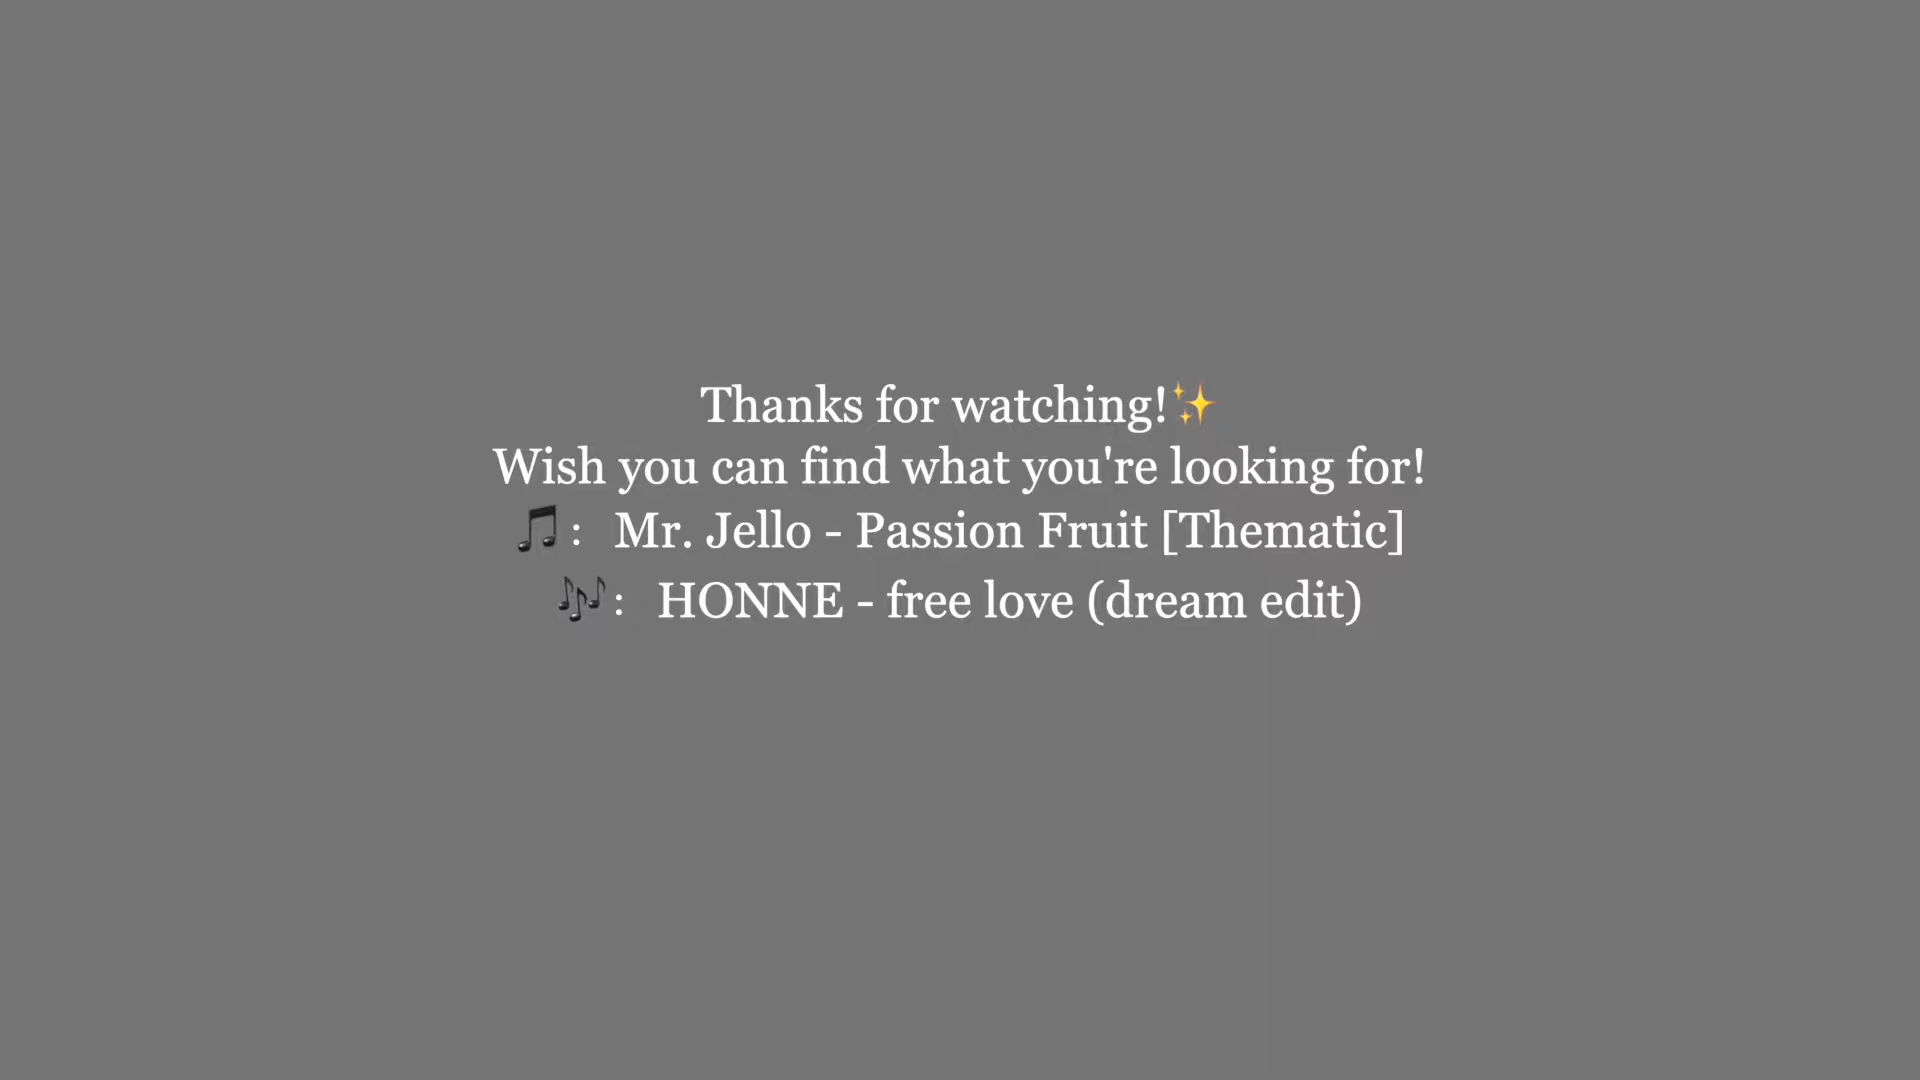 Thanks for watching!✨
Wish you can find what you're looking for!
🎵： Mr. Jello - Passion Fruit [Thematic]
🎶： HONNE - free love (dream edit)